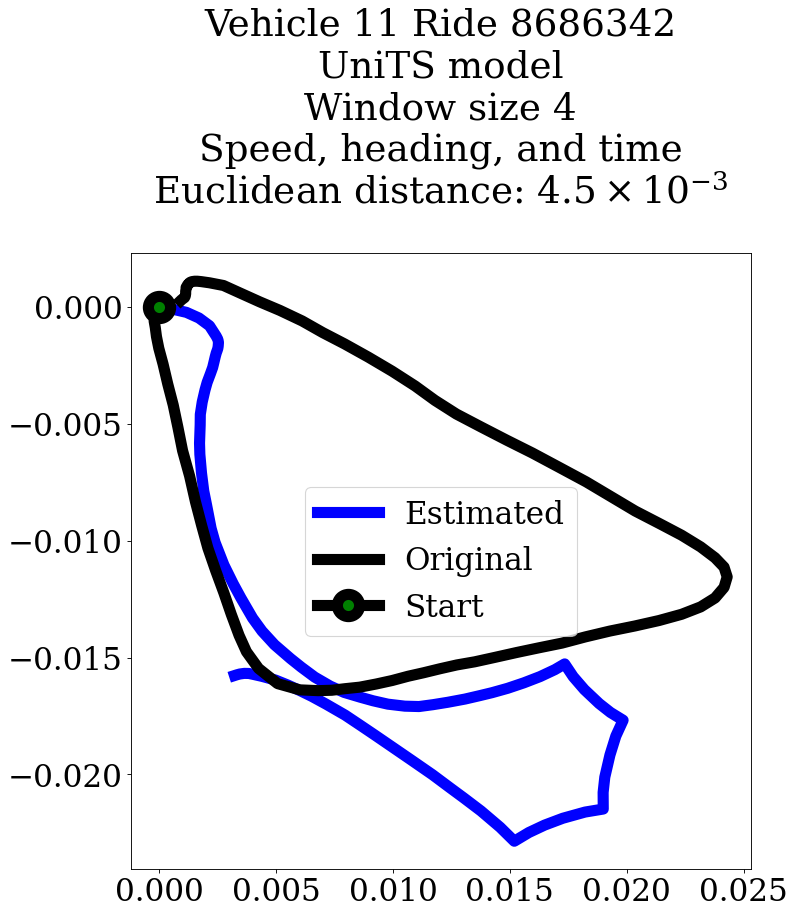 Vehicle 11 Ride 8686342
UniTS model
Window size 4
Speed, heading, and time
Euclidean distance: 4.5 × 10⁻³
0.000
−0.005
−0.010
−0.015
−0.020
Estimated
Original
Start
0.000 0.005 0.010 0.015 0.020 0.025